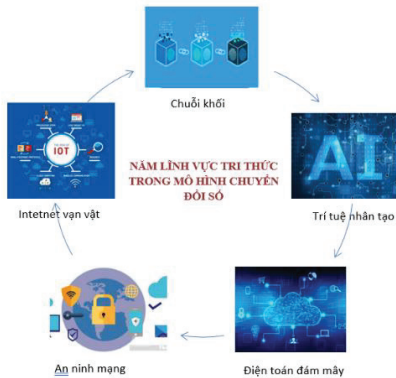 Chuỗi khối
IOT
AI
NĂM LĨNH VỰC TRI THỨC
TRONG MÔ HÌNH CHUYỂN
ĐỔI SỐ
Intetnet vạn vật
Trí tuệ nhân tạo
An ninh mạng
Điện toán đám mây